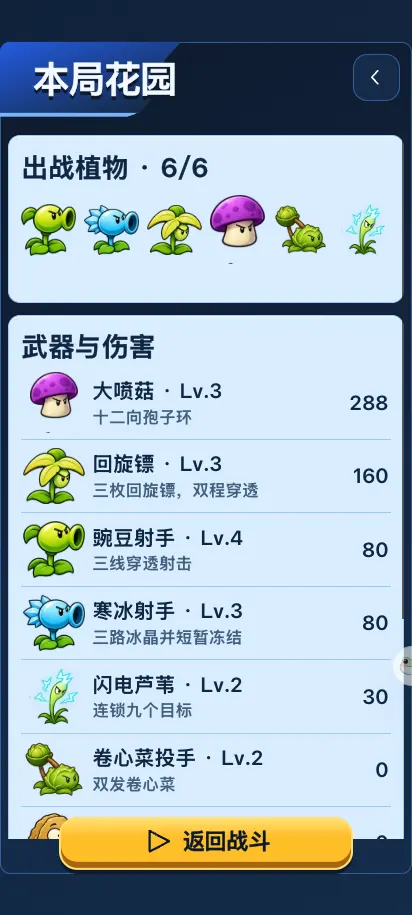 本局花园
出战植物 · 6/6
武器与伤害
大喷菇 · Lv.3
十二向孢子环
288
回旋镖 · Lv.3
三枚回旋镖，双程穿透
160
豌豆射手 · Lv.4
三线穿透射击
80
寒冰射手 · Lv.3
三路冰晶并短暂冻结
80
闪电芦苇 · Lv.2
连锁九个目标
30
卷心菜投手 · Lv.2
双发卷心菜
0
返回战斗